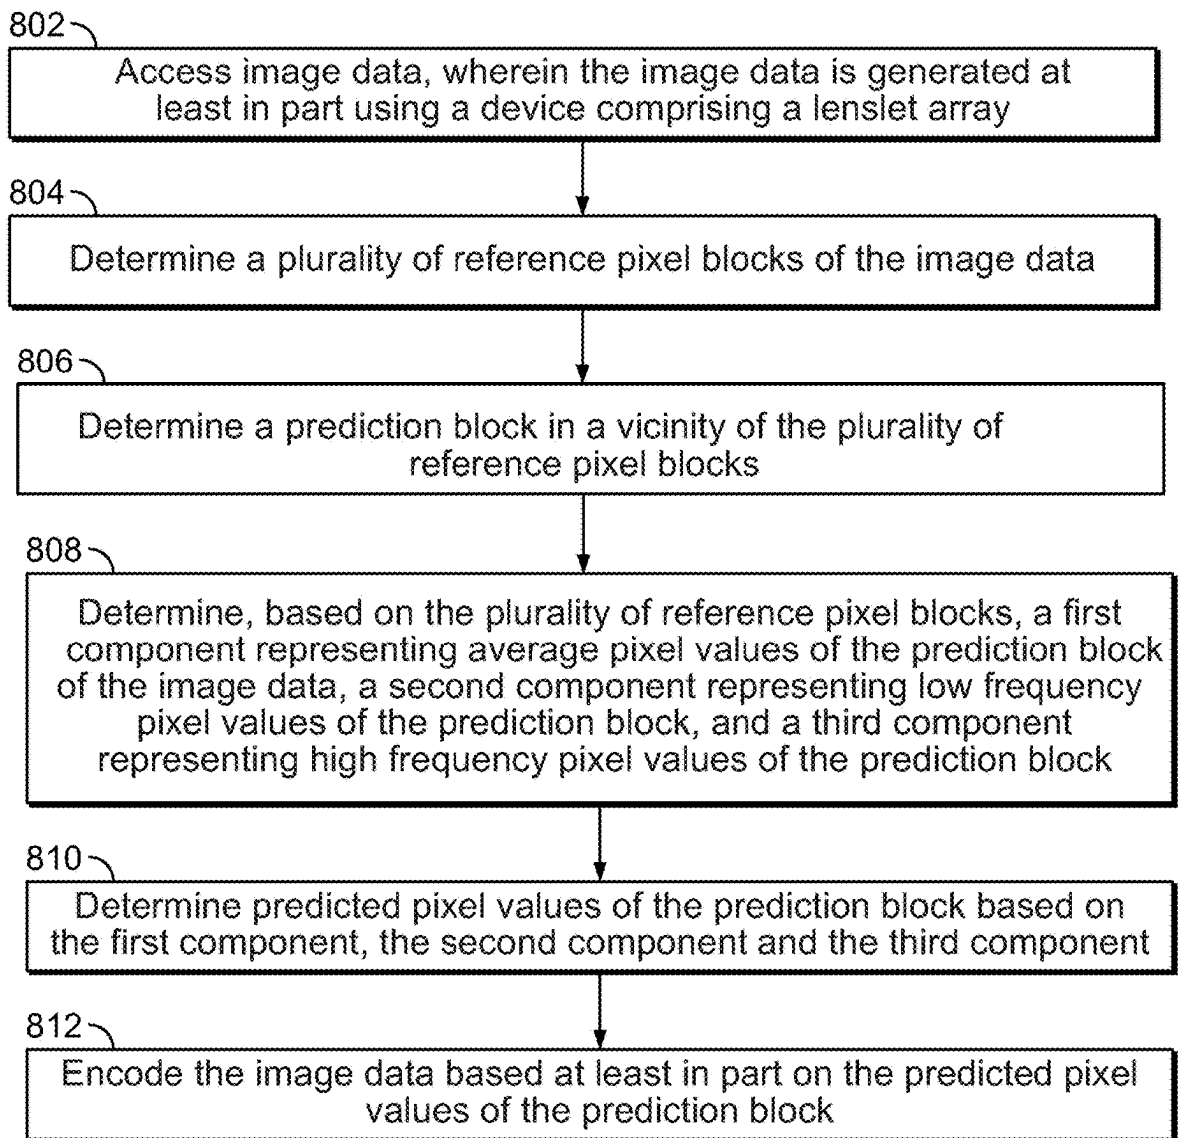 802
Access image data, wherein the image data is generated at
least in part using a device comprising a lenslet array
804
Determine a plurality of reference pixel blocks of the image data
806
Determine a prediction block in a vicinity of the plurality of
reference pixel blocks
808
Determine, based on the plurality of reference pixel blocks, a first
component representing average pixel values of the prediction block
of the image data, a second component representing low frequency
pixel values of the prediction block, and a third component
representing high frequency pixel values of the prediction block
810
Determine predicted pixel values of the prediction block based on
the first component, the second component and the third component
812
Encode the image data based at least in part on the predicted pixel
values of the prediction block